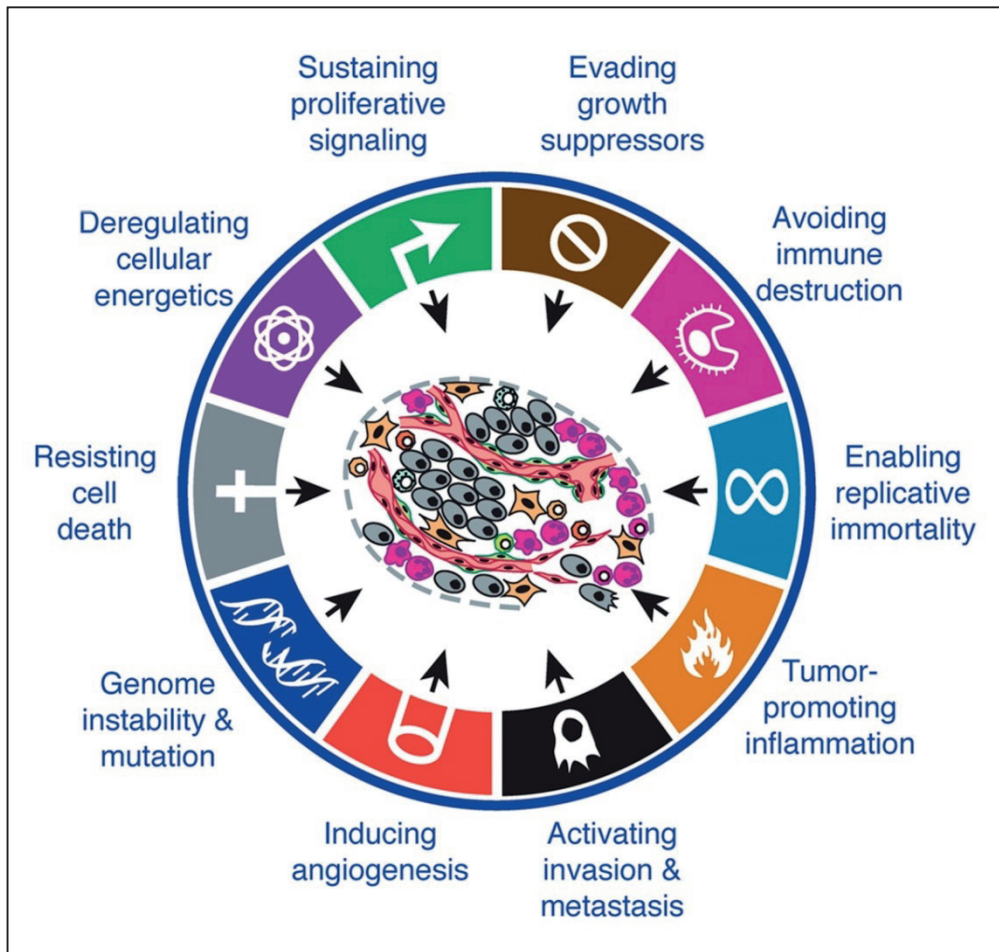 Sustaining
proliferative
signaling
Evading
growth
suppressors
Avoiding
immune
destruction
Enabling
replicative
immortality
Tumor-
promoting
inflammation
Activating
invasion &
metastasis
Inducing
angiogenesis
Genome
instability &
mutation
Resisting
cell
death
Deregulating
cellular
energetics